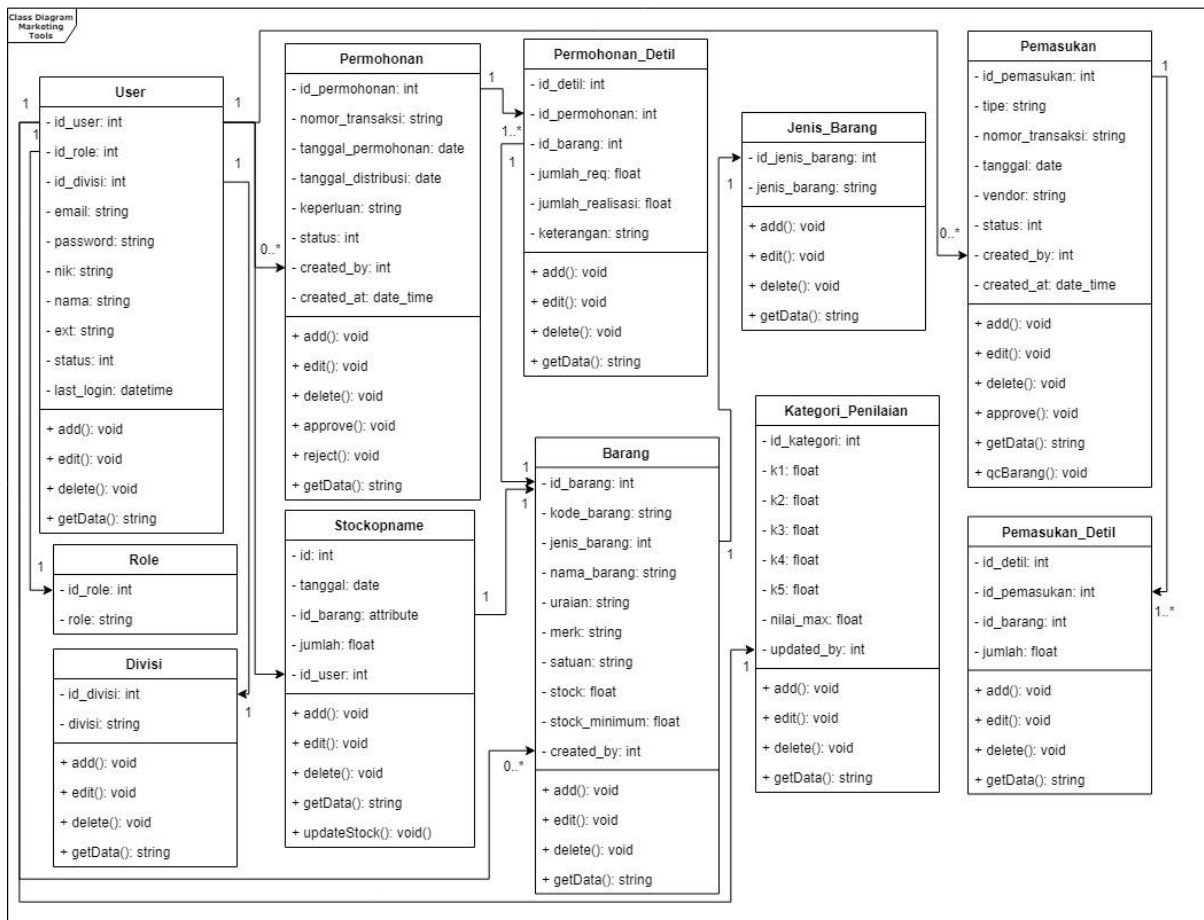 Class Diagram
Marketing
Tools
User
- id_user: int
- id_role: int
- id_divisi: int
- email: string
- password: string
- nik: string
- nama: string
- ext: string
- status: int
- last_login: datetime
+ add(): void
+ edit(): void
+ delete(): void
+ getData(): string
Role
- id_role: int
- role: string
Divisi
- id_divisi: int
- divisi: string
+ add(): void
+ edit(): void
+ delete(): void
+ getData(): string
Permohonan
- id_permohonan: int
- nomor_transaksi: string
- tanggal_permohonan: date
- tanggal_distribusi: date
- keperluan: string
- status: int
- created_by: int
- created_at: date_time
+ add(): void
+ edit(): void
+ delete(): void
+ approve(): void
+ reject(): void
+ getData(): string
Stockopname
- id: int
- tanggal: date
- id_barang: attribute
- jumlah: float
- id_user: int
+ add(): void
+ edit(): void
+ delete(): void
+ getData(): string
+ updateStock(): void()
Permohonan_Detil
- id_detil: int
- id_permohonan: int
- id_barang: int
- jumlah_req: float
- jumlah_realisasi: float
- keterangan: string
+ add(): void
+ edit(): void
+ delete(): void
+ getData(): string
Barang
- id_barang: int
- kode_barang: string
- jenis_barang: int
- nama_barang: string
- uraian: string
- merk: string
- satuan: string
- stock: float
- stock_minimum: float
- created_by: int
+ add(): void
+ edit(): void
+ delete(): void
+ getData(): string
Jenis_Barang
- id_jenis_barang: int
- jenis_barang: string
+ add(): void
+ edit(): void
+ delete(): void
+ getData(): string
Kategori_Penilaian
- id_kategori: int
- k1: float
- k2: float
- k3: float
- k4: float
- k5: float
- nilai_max: float
- updated_by: int
+ add(): void
+ edit(): void
+ delete(): void
+ getData(): string
Pemasukan
- id_pemasukan: int
- tipe: string
- nomor_transaksi: string
- tanggal: date
- vendor: string
- status: int
- created_by: int
- created_at: date_time
+ add(): void
+ edit(): void
+ delete(): void
+ approve(): void
+ getData(): string
+ qcBarang(): void
Pemasukan_Detil
- id_detil: int
- id_pemasukan: int
- id_barang: int
- jumlah: float
+ add(): void
+ edit(): void
+ delete(): void
+ getData(): string
1
1
1
1
1
1
0..*
1
1..*
1
1
1
1
0..*
1
1
1
0..*
1
1..*